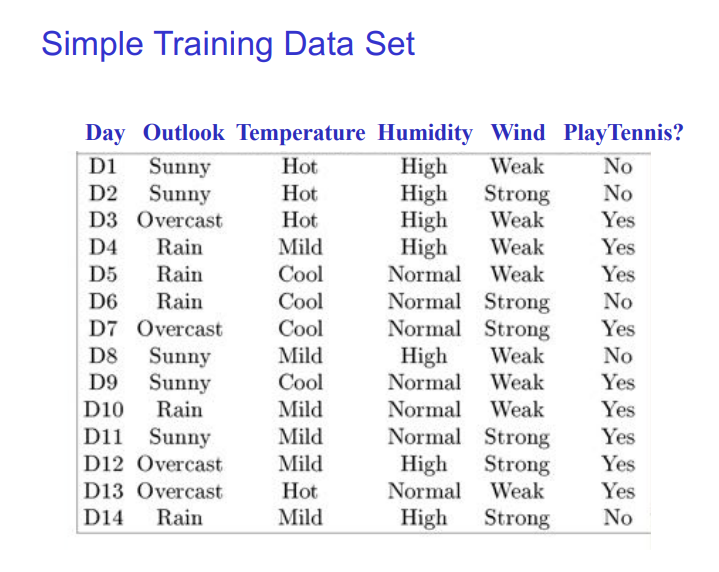 Simple Training Data Set
Day Outlook Temperature Humidity Wind PlayTennis?
D1 Sunny Hot High Weak No
D2 Sunny Hot High Strong No
D3 Overcast Hot High Weak Yes
D4 Rain Mild High Weak Yes
D5 Rain Cool Normal Weak Yes
D6 Rain Cool Normal Strong No
D7 Overcast Cool Normal Strong Yes
D8 Sunny Mild High Weak No
D9 Sunny Cool Normal Weak Yes
D10 Rain Mild Normal Weak Yes
D11 Sunny Mild Normal Strong Yes
D12 Overcast Mild High Strong Yes
D13 Overcast Hot Normal Weak Yes
D14 Rain Mild High Strong No